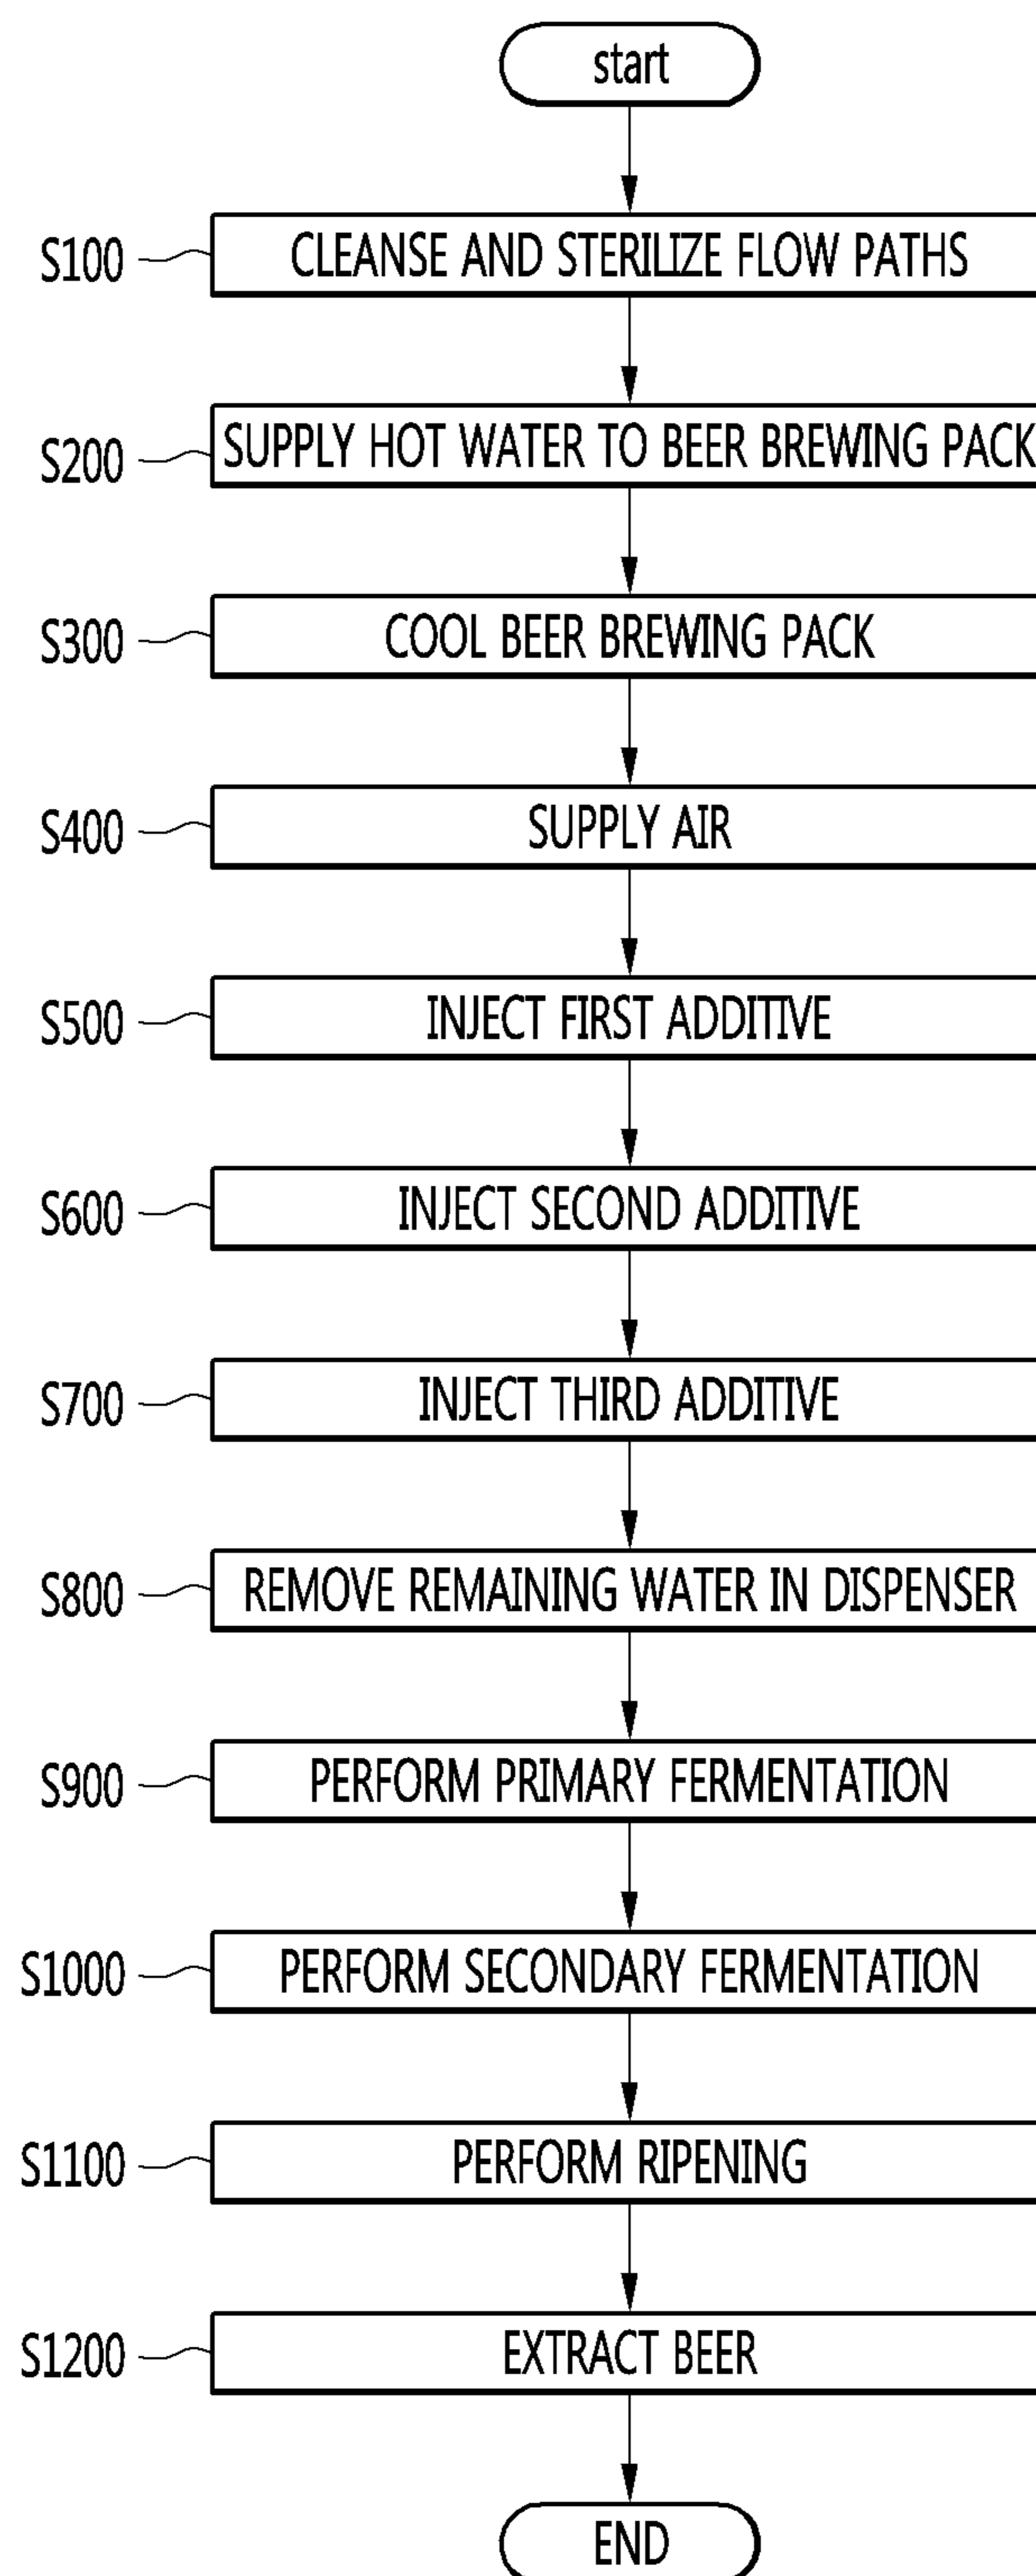 start
S100 CLEANSE AND STERILIZE FLOW PATHS
S200 SUPPLY HOT WATER TO BEER BREWING PACK
S300 COOL BEER BREWING PACK
S400 SUPPLY AIR
S500 INJECT FIRST ADDITIVE
S600 INJECT SECOND ADDITIVE
S700 INJECT THIRD ADDITIVE
S800 REMOVE REMAINING WATER IN DISPENSER
S900 PERFORM PRIMARY FERMENTATION
S1000 PERFORM SECONDARY FERMENTATION
S1100 PERFORM RIPENING
S1200 EXTRACT BEER
END